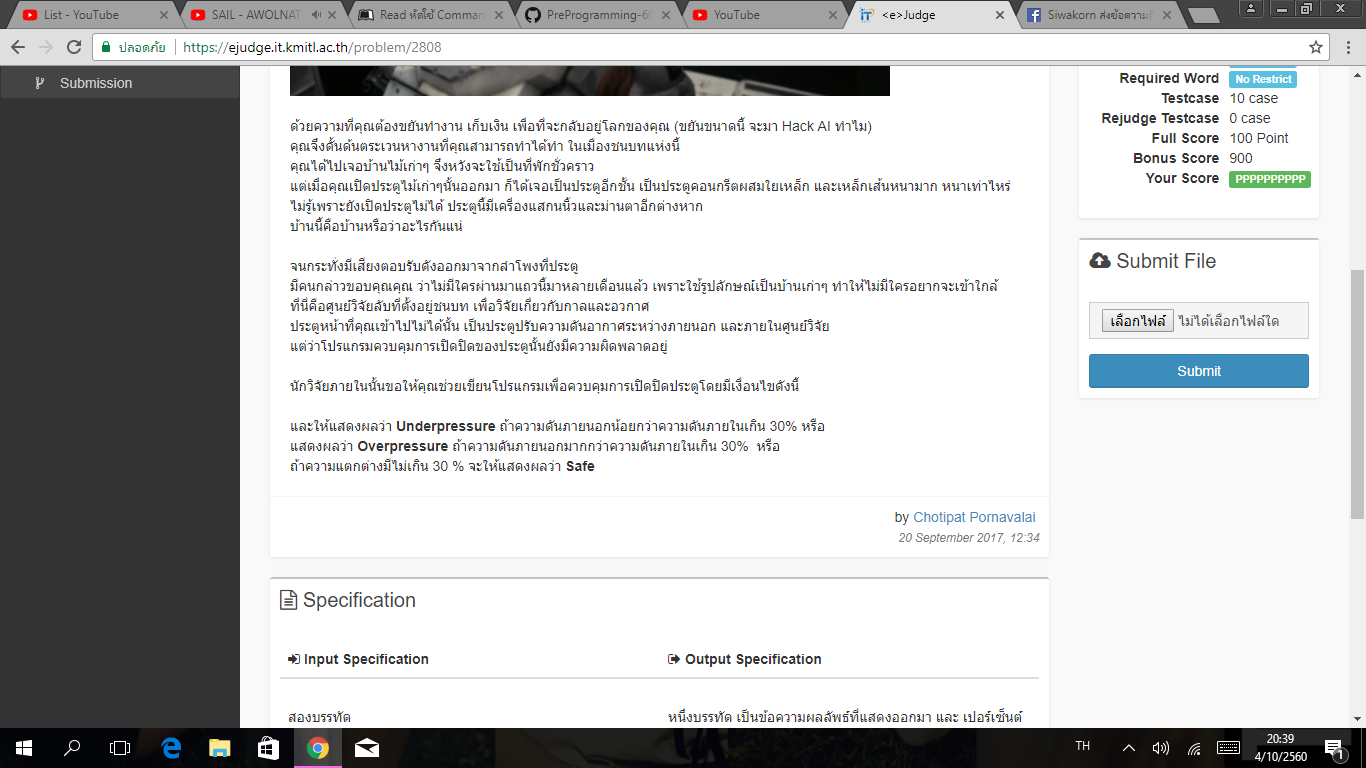 List - YouTube
SAIL - AWOLNAT
Read หัดใช้ Comman
PreProgramming-60
YouTube
<e>Judge
Siwakorn ส่งข้อความถึ
ปลอดภัย
https://ejudge.it.kmitl.ac.th/problem/2808
Submission
ด้วยความที่คุณต้องขยันทำงาน เก็บเงิน เพื่อที่จะกลับอยู่โลกของคุณ (ขยันขนาดนี้ จะมา Hack AI ทำไม)
คุณจึงดั้นด้นตระเวนหางานที่คุณสามารถทำได้ทำ ในเมืองชนบทแห่งนี้
คุณได้ไปเจอบ้านไม้เก่าๆ จึงหวังจะใช้เป็นที่พักชั่วคราว
แต่เมื่อคุณเปิดประตูไม้เก่าๆนั้นออกมา ก็ได้เจอเป็นประตูอีกชั้น เป็นประตูคอนกรีตผสมใยเหล็ก และเหล็กเส้นหนามาก หนาเท่าไหร่
ไม่รู้เพราะยังเปิดประตูไม่ได้ ประตูนี้มีเครื่องแสกนนิ้วและม่านตาอีกต่างหาก
บ้านนี้คือบ้านหรือว่าอะไรกันแน่
จนกระทั่งมีเสียงตอบรับดังออกมาจากลำโพงที่ประตู
มีคนกล่าวขอบคุณคุณ ว่าไม่มีใครผ่านมาแถวนี้มาหลายเดือนแล้ว เพราะใช้รูปลักษณ์เป็นบ้านเก่าๆ ทำให้ไม่มีใครอยากจะเข้าใกล้
ที่นี่คือศูนย์วิจัยลับที่ตั้งอยู่ชนบท เพื่อวิจัยเกี่ยวกับกาลและอวกาศ
ประตูหน้าที่คุณเข้าไปไม่ได้นั้น เป็นประตูปรับความดันอากาศระหว่างภายนอก และภายในศูนย์วิจัย
แต่ว่าโปรแกรมควบคุมการเปิดปิดของประตูนั้นยังมีความผิดพลาดอยู่
นักวิจัยภายในนั้นขอให้คุณช่วยเขียนโปรแกรมเพื่อควบคุมการเปิดปิดประตูโดยมีเงื่อนไขดังนี้
และให้แสดงผลว่า Underpressure ถ้าความดันภายนอกน้อยกว่าความดันภายในเกิน 30% หรือ
แสดงผลว่า Overpressure ถ้าความดันภายนอกมากกว่าความดันภายในเกิน 30% หรือ
ถ้าความแตกต่างมีไม่เกิน 30 % จะให้แสดงผลว่า Safe
by Chotipat Pornavalai
20 September 2017, 12:34
Specification
Input Specification
Output Specification
สองบรรทัด
หนึ่งบรรทัด เป็นข้อความผลลัพธ์ที่แสดงออกมา และ เปอร์เซ็นต์
Required Word No Restrict
Testcase 10 case
Rejudge Testcase 0 case
Full Score 100 Point
Bonus Score 900
Your Score PPPPPPPPPP
Submit File
เลือกไฟล์ ไม่ได้เลือกไฟล์ใด
Submit
TH
20:39
4/10/2560
1